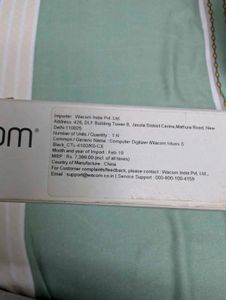 om®
Importer : Wacom India Pvt. Ltd.
Address : 426, DLF Building Tower B, Jasola District Centre, Mathura Road, New
Delhi-110025
Number of Units / Quantity : 1 N
Common / Generic Name : Computer Digitizer /Wacom Intuos S
Black_CTL-4100/K0-CX
Month and year of Import : Feb-19
MRP : Rs. 7,399.00 (incl. of all taxes)
Country of Manufacture : China
For Customer complaints/feedback, please contact : Wacom India Pvt. Ltd.,
Email : support@wacom.co.in | Service Support : 000-800-100-4159